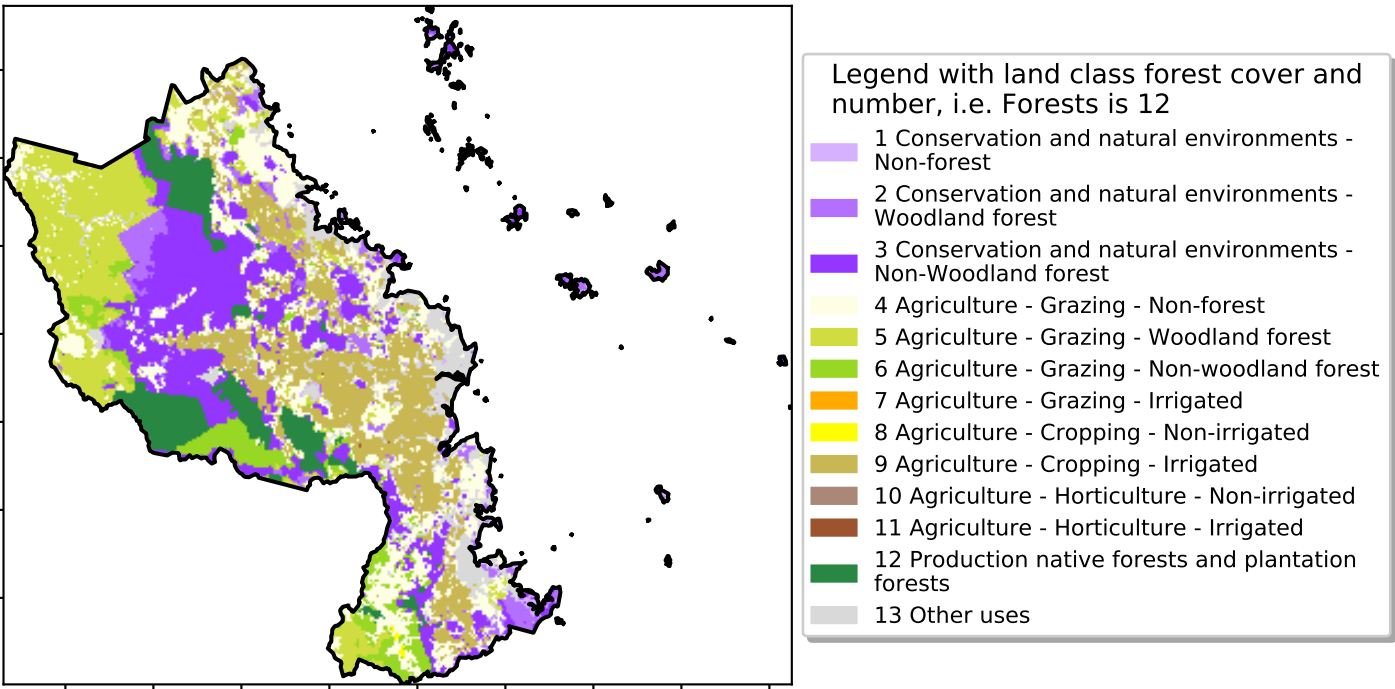 Legend with land class forest cover and
number, i.e. Forests is 12
1 Conservation and natural environments -
Non-forest
2 Conservation and natural environments -
Woodland forest
3 Conservation and natural environments -
Non-Woodland forest
4 Agriculture - Grazing - Non-forest
5 Agriculture - Grazing - Woodland forest
6 Agriculture - Grazing - Non-woodland forest
7 Agriculture - Grazing - Irrigated
8 Agriculture - Cropping - Non-irrigated
9 Agriculture - Cropping - Irrigated
10 Agriculture - Horticulture - Non-irrigated
11 Agriculture - Horticulture - Irrigated
12 Production native forests and plantation
forests
13 Other uses